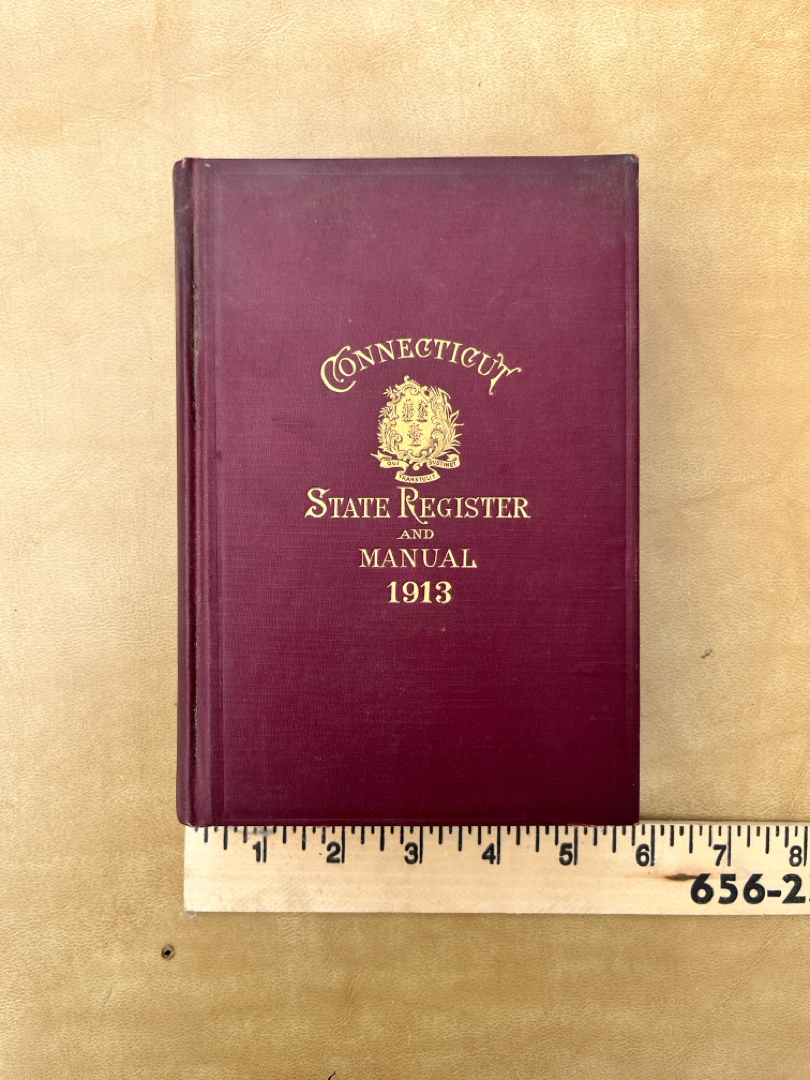 CONNECTICUT
QUI TRANSTULIT SUSTINET
STATE REGISTER
AND
MANUAL
1913
1 2 3 4 5 6 7 8
656-2